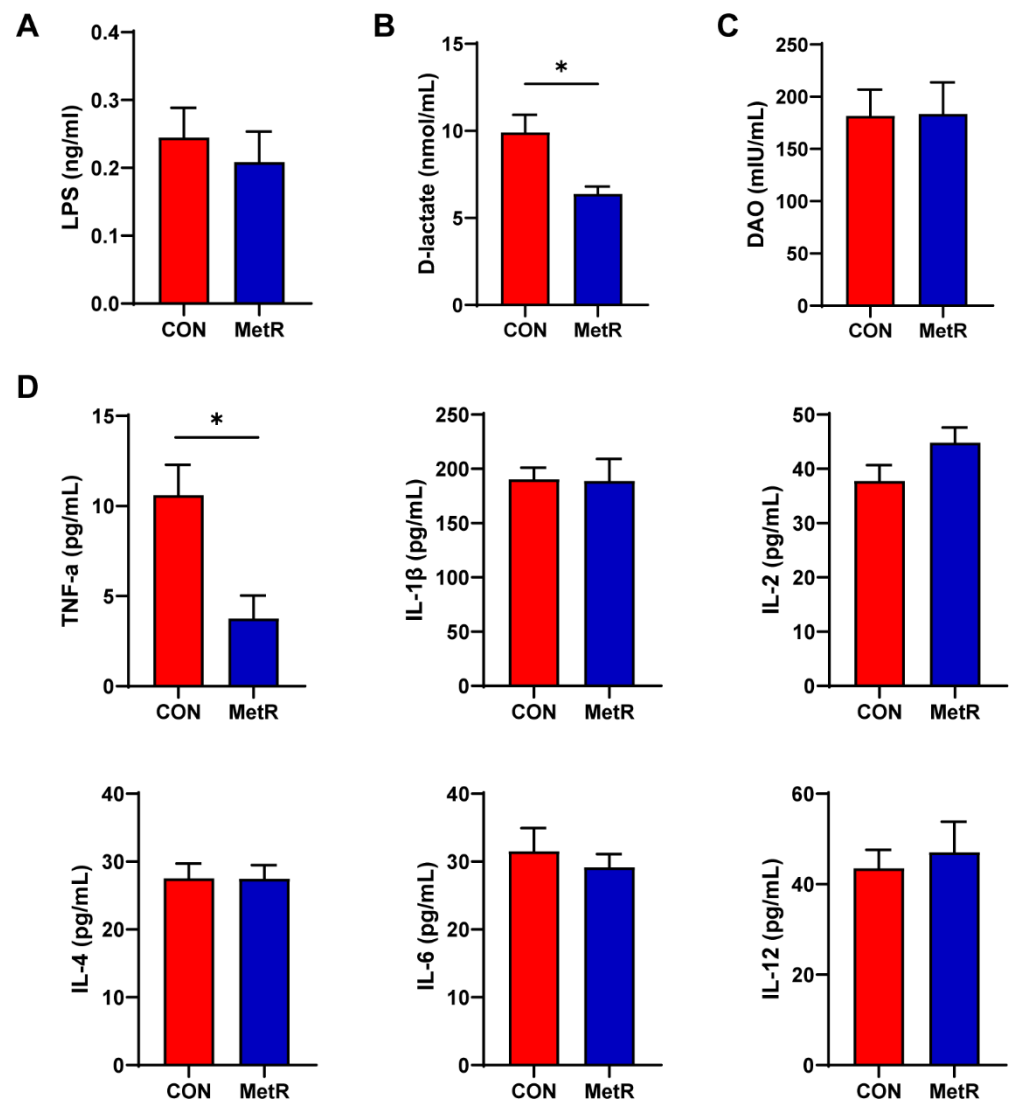 A
LPS (ng/ml)
0.4
0.3
0.2
0.1
0.0
CON MetR
B
D-lactate (nmol/mL)
15
10
5
0
*
CON MetR
C
DAO (mIU/mL)
250
200
150
100
50
0
CON MetR
D
TNF-a (pg/mL)
15
10
5
0
*
CON MetR
IL-1β (pg/mL)
250
200
150
100
50
0
CON MetR
IL-2 (pg/mL)
50
40
30
20
10
0
CON MetR
IL-4 (pg/mL)
40
30
20
10
0
CON MetR
IL-6 (pg/mL)
40
30
20
10
0
CON MetR
IL-12 (pg/mL)
60
40
20
0
CON MetR